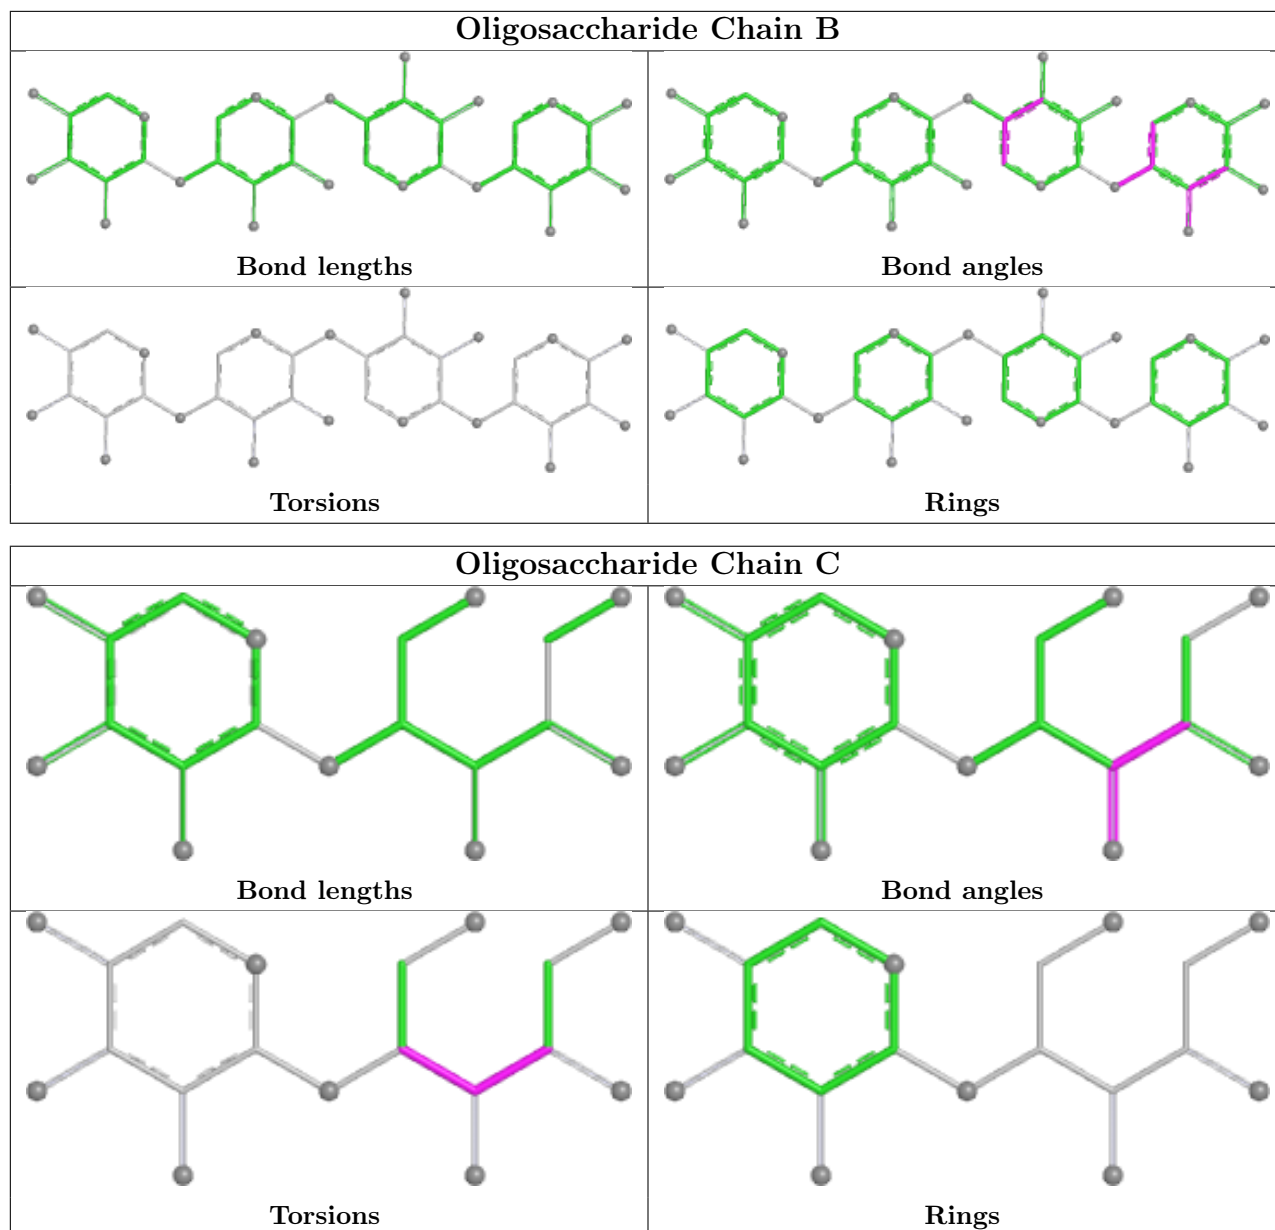 Oligosaccharide Chain B
Bond lengths
Bond angles
Torsions
Rings
Oligosaccharide Chain C
Bond lengths
Bond angles
Torsions
Rings